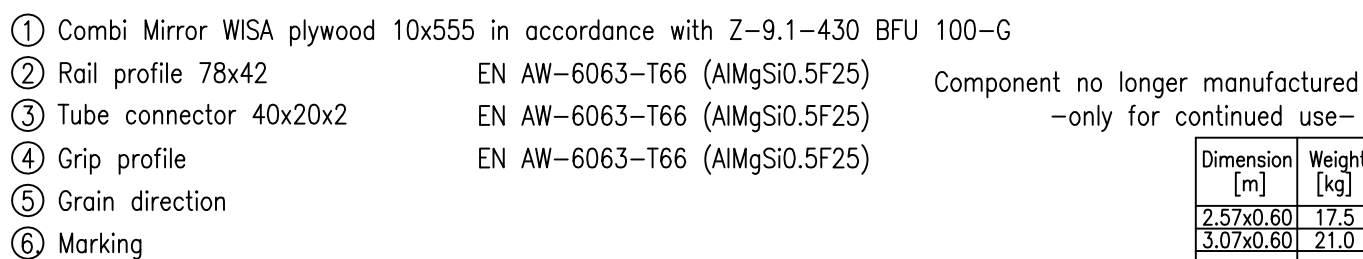 ① Combi Mirror WISA plywood 10x555 in accordance with Z-9.1-430 BFU 100-G
② Rail profile 78x42 EN AW-6063-T66 (AlMgSi0.5F25)
③ Tube connector 40x20x2 EN AW-6063-T66 (AlMgSi0.5F25)
④ Grip profile EN AW-6063-T66 (AlMgSi0.5F25)
⑤ Grain direction
⑥ Marking
Component no longer manufactured
-only for continued use-
Dimension [m] Weight [kg]
2.57x0.60 17.5
3.07x0.60 21.0